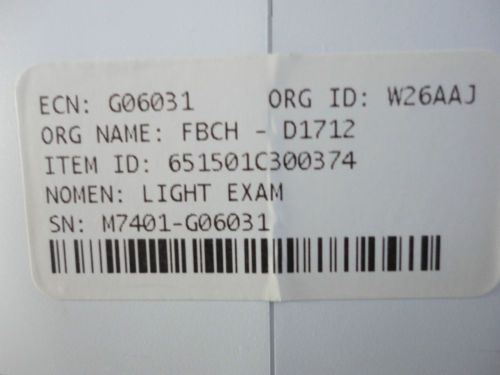 ECN: G06031 ORG ID: W26AAJ
ORG NAME: FBCH - D1712
ITEM ID: 651501C300374
NOMEN: LIGHT EXAM
SN: M7401-G06031